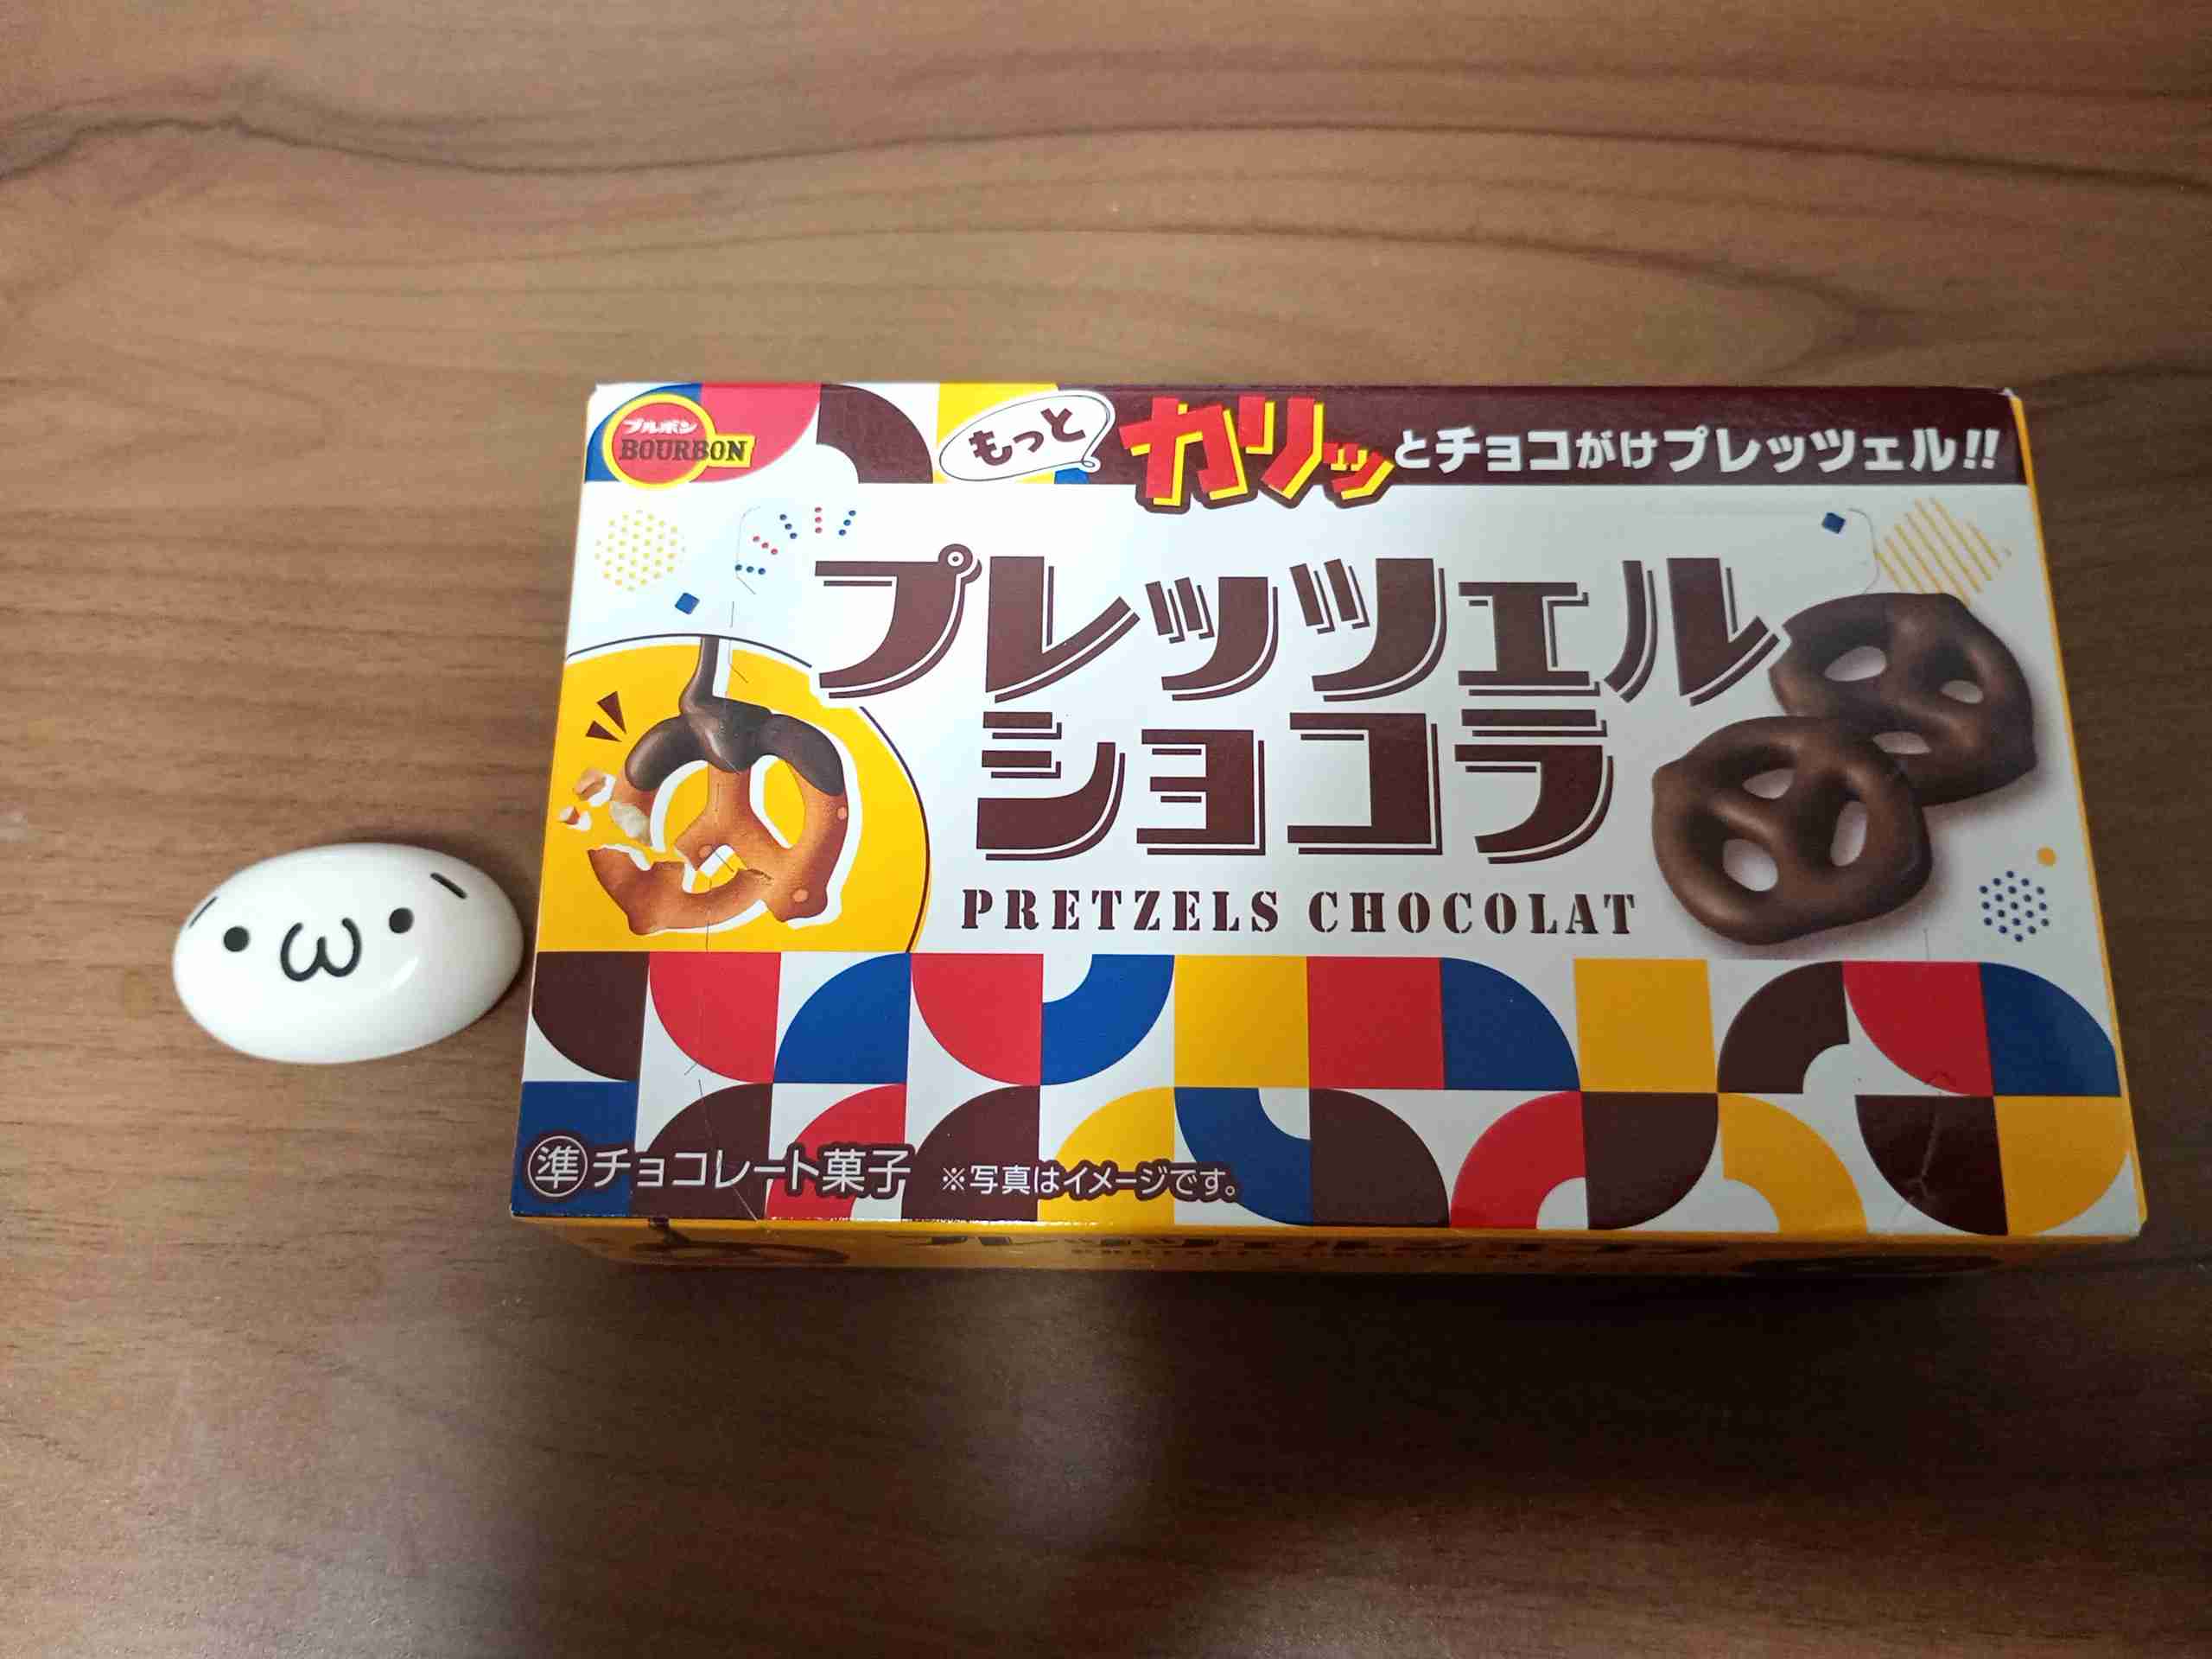 ブルボン
BOURBON
もっと
カリッとチョコがけプレッツェル!!
プレッツェル
ショコラ
PRETZELS CHOCOLAT
準チョコレート菓子 ※写真はイメージです。